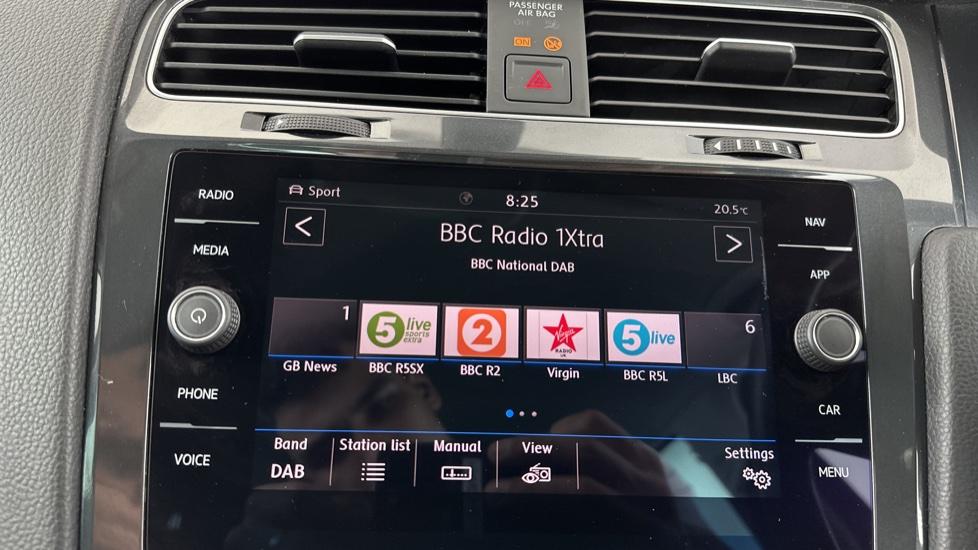 PASSENGER
AIR BAG
OFF
ON
RADIO
MEDIA
PHONE
VOICE
NAV
APP
CAR
MENU
Sport
8:25
20.5°C
BBC Radio 1Xtra
BBC National DAB
1
5 live sports extra
2
Virgin RADIO UK
5 live
6
GB News
BBC R5SX
BBC R2
Virgin
BBC R5L
LBC
Band
DAB
Station list
Manual
View
Settings